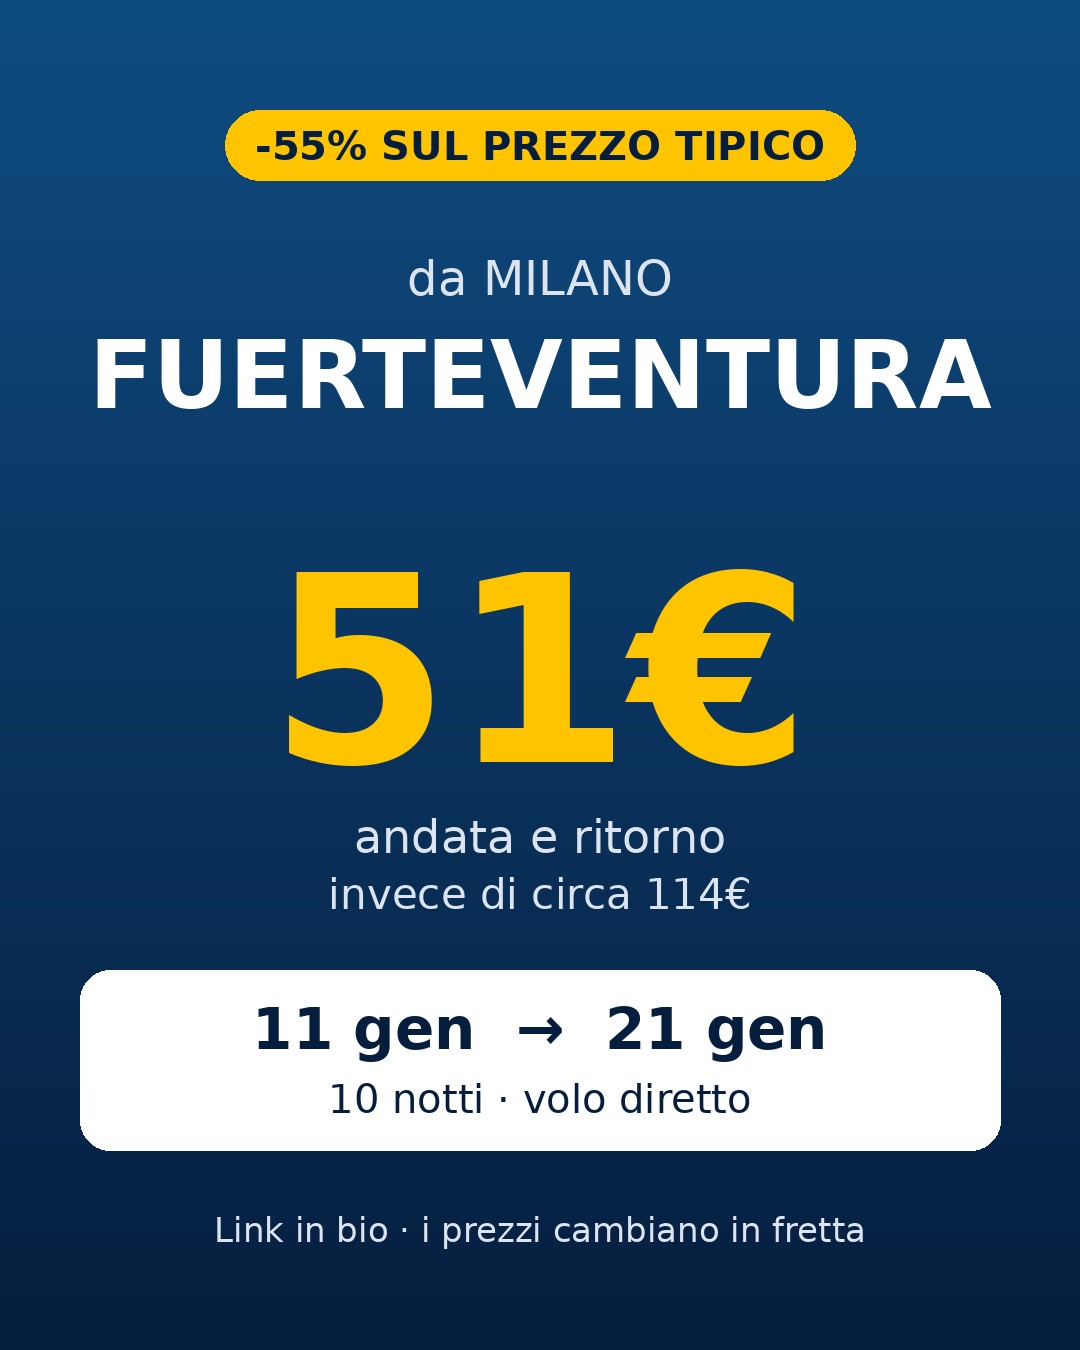 -55% SUL PREZZO TIPICO
da MILANO
FUERTEVENTURA
51€
andata e ritorno
invece di circa 114€
11 gen → 21 gen
10 notti · volo diretto
Link in bio · i prezzi cambiano in fretta